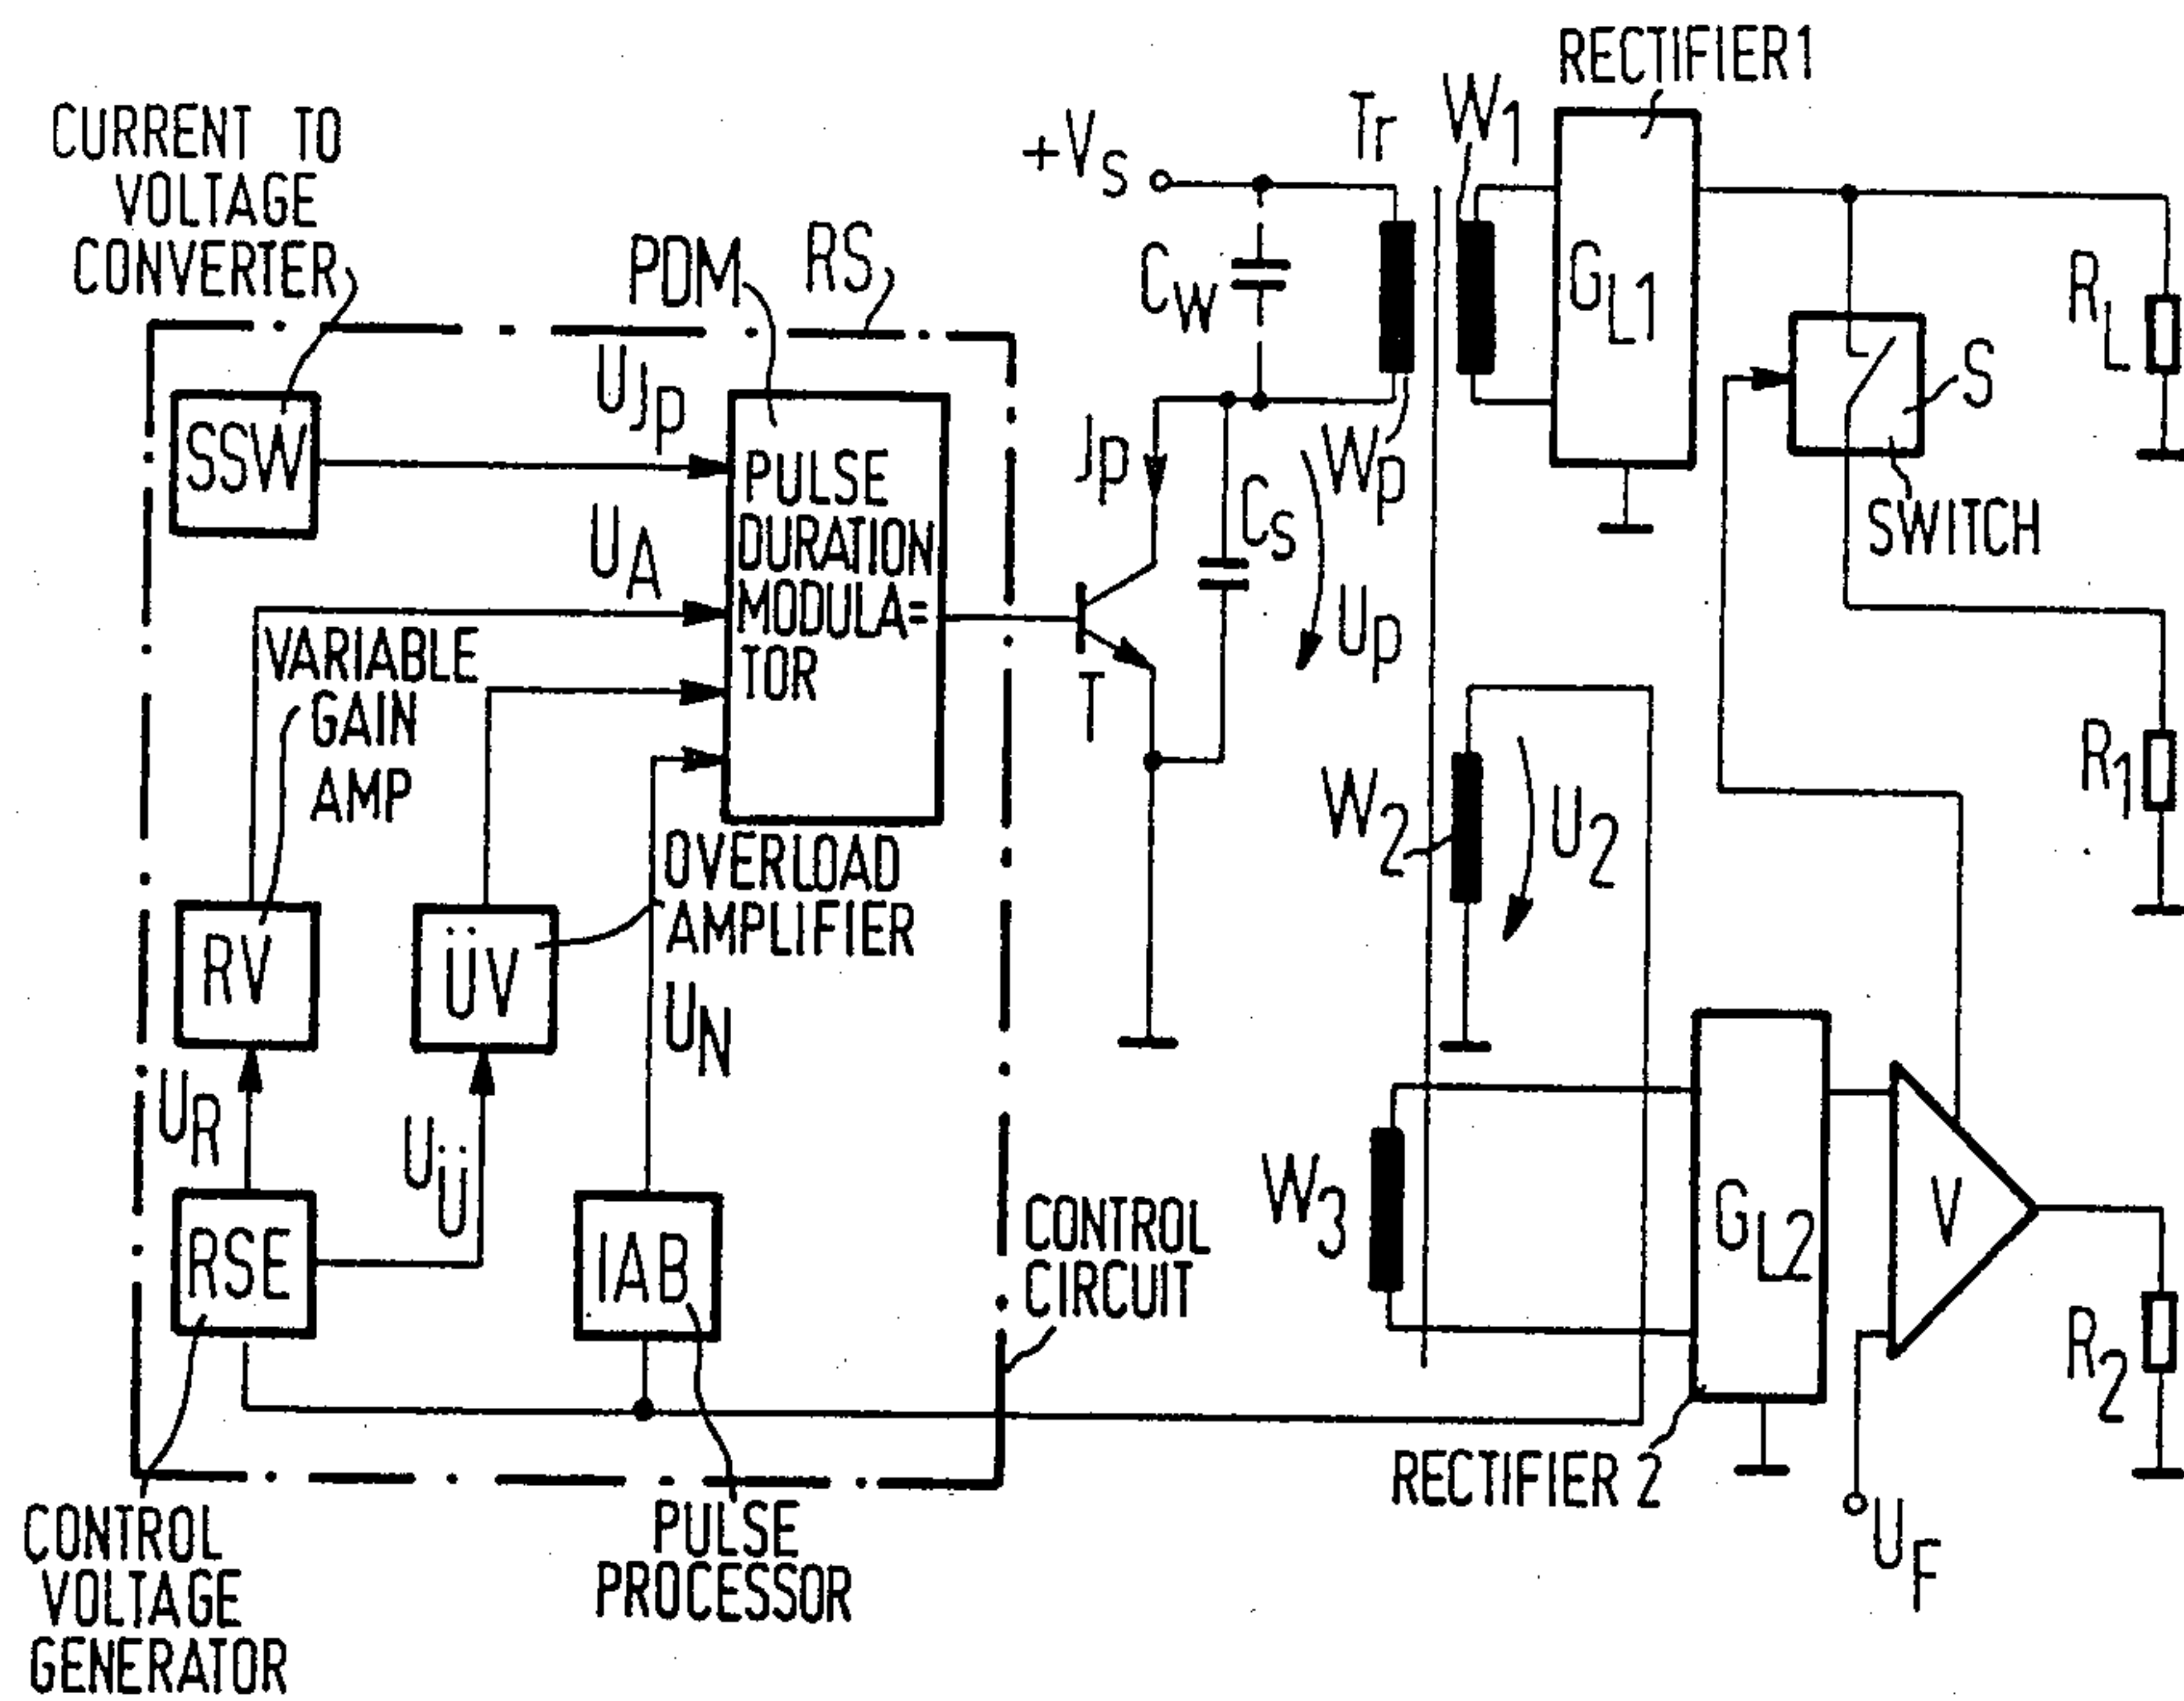 RECTIFIER 1
CURRENT TO
VOLTAGE
CONVERTER
PDM
RS
+VS
Tr
W1
CW
GL1
RL
S
SWITCH
SSW
UJP
PULSE
DURATION
MODULA=
TOR
UA
JP
CS
WP
UP
T
VARIABLE
GAIN
AMP
OVERLOAD
AMPLIFIER
W2
U2
R1
RV
ÜV
UN
UR
UÜ
RSE
IAB
CONTROL
CIRCUIT
W3
GL2
V
R2
RECTIFIER 2
UF
CONTROL
VOLTAGE
GENERATOR
PULSE
PROCESSOR